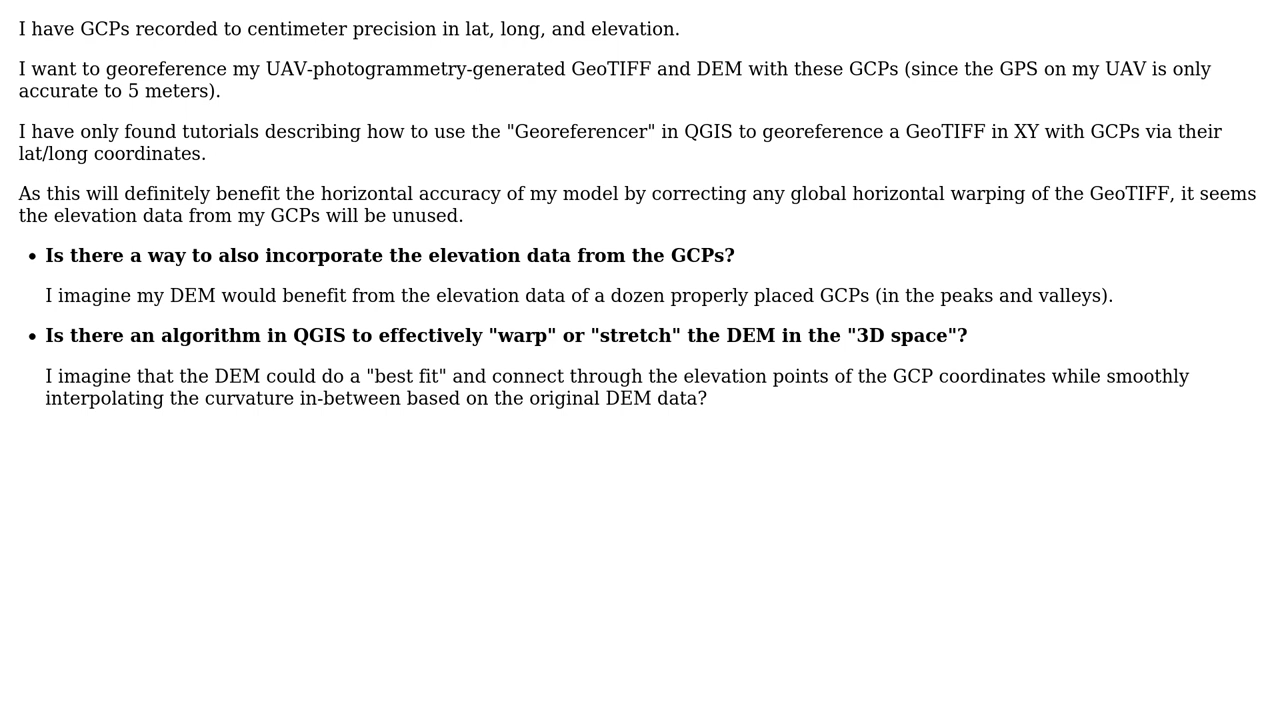 I have GCPs recorded to centimeter precision in lat, long, and elevation.
I want to georeference my UAV-photogrammetry-generated GeoTIFF and DEM with these GCPs (since the GPS on my UAV is only
accurate to 5 meters).
I have only found tutorials describing how to use the "Georeferencer" in QGIS to georeference a GeoTIFF in XY with GCPs via their
lat/long coordinates.
As this will definitely benefit the horizontal accuracy of my model by correcting any global horizontal warping of the GeoTIFF, it seems
the elevation data from my GCPs will be unused.
• Is there a way to also incorporate the elevation data from the GCPs?
I imagine my DEM would benefit from the elevation data of a dozen properly placed GCPs (in the peaks and valleys).
• Is there an algorithm in QGIS to effectively "warp" or "stretch" the DEM in the "3D space"?
I imagine that the DEM could do a "best fit" and connect through the elevation points of the GCP coordinates while smoothly
interpolating the curvature in-between based on the original DEM data?